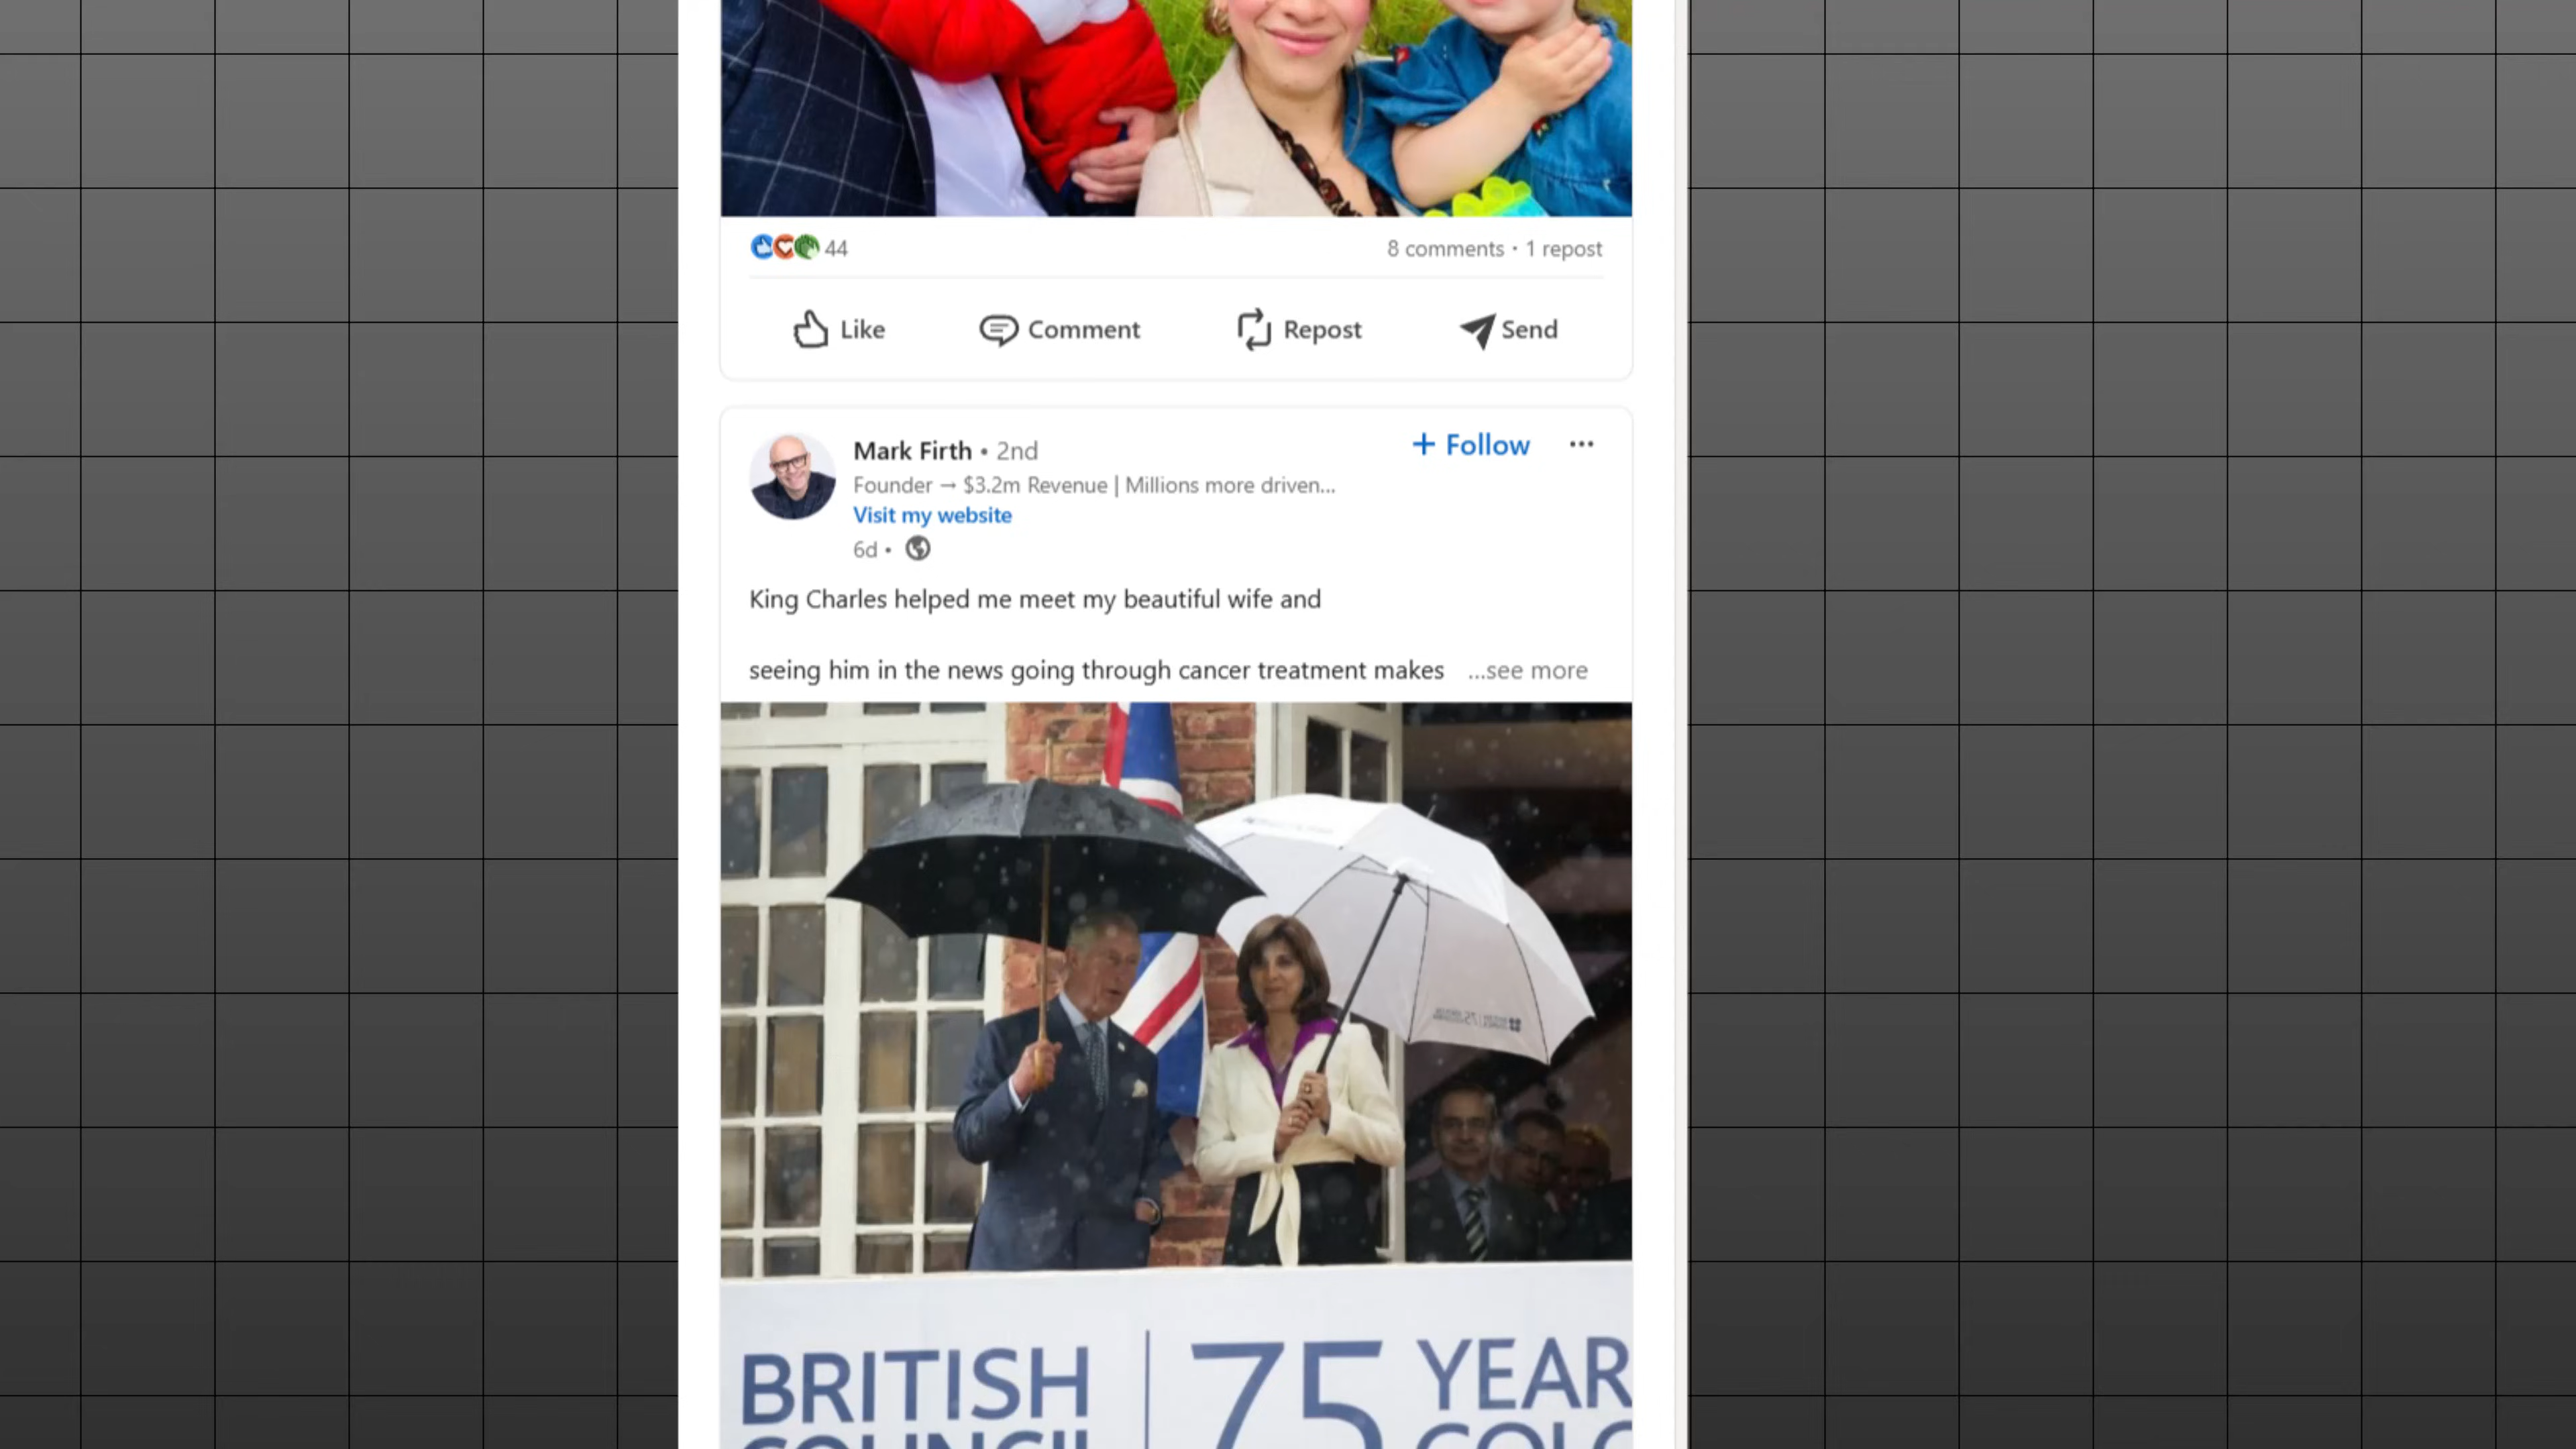 44
8 comments • 1 repost
Like
Comment
Repost
Send
Mark Firth • 2nd
+ Follow
Founder → $3.2m Revenue | Millions more driven...
Visit my website
6d •
King Charles helped me meet my beautiful wife and
seeing him in the news going through cancer treatment makes ...see more
BRITISH
COUNCIL
75
YEAR
COLO